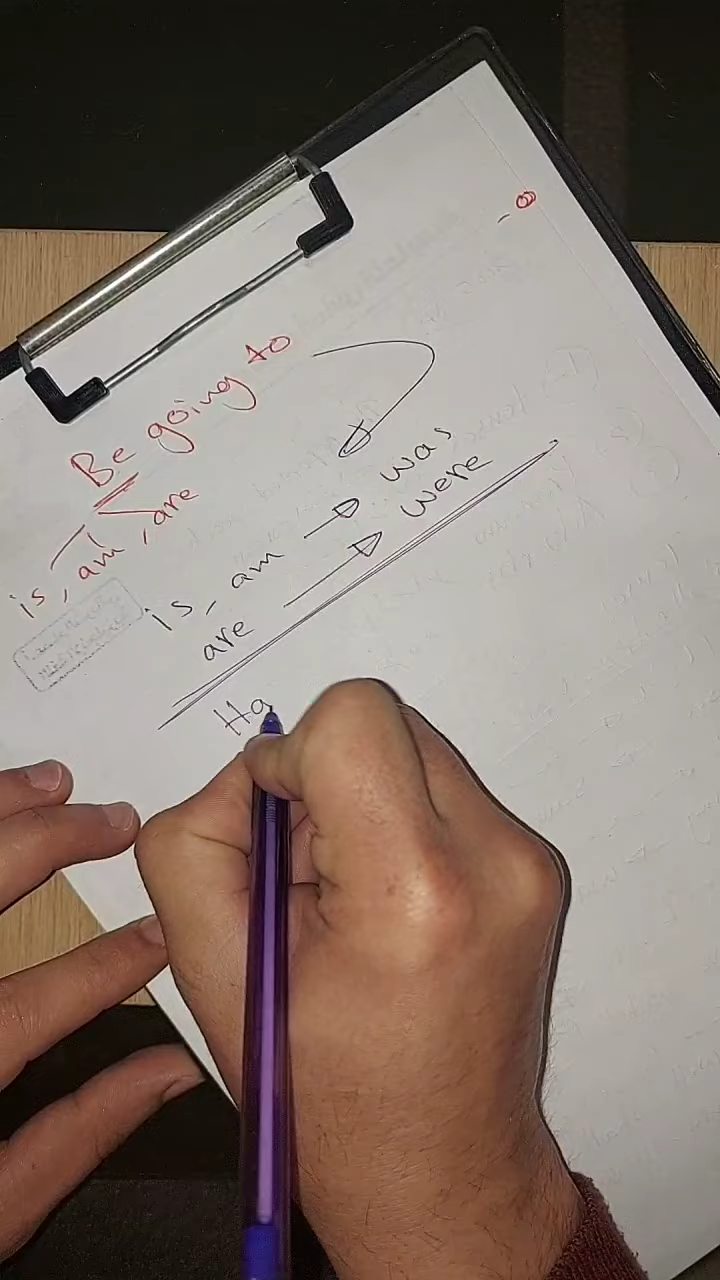 Be going to
is, am, are
is, am → was
are → were
Ha